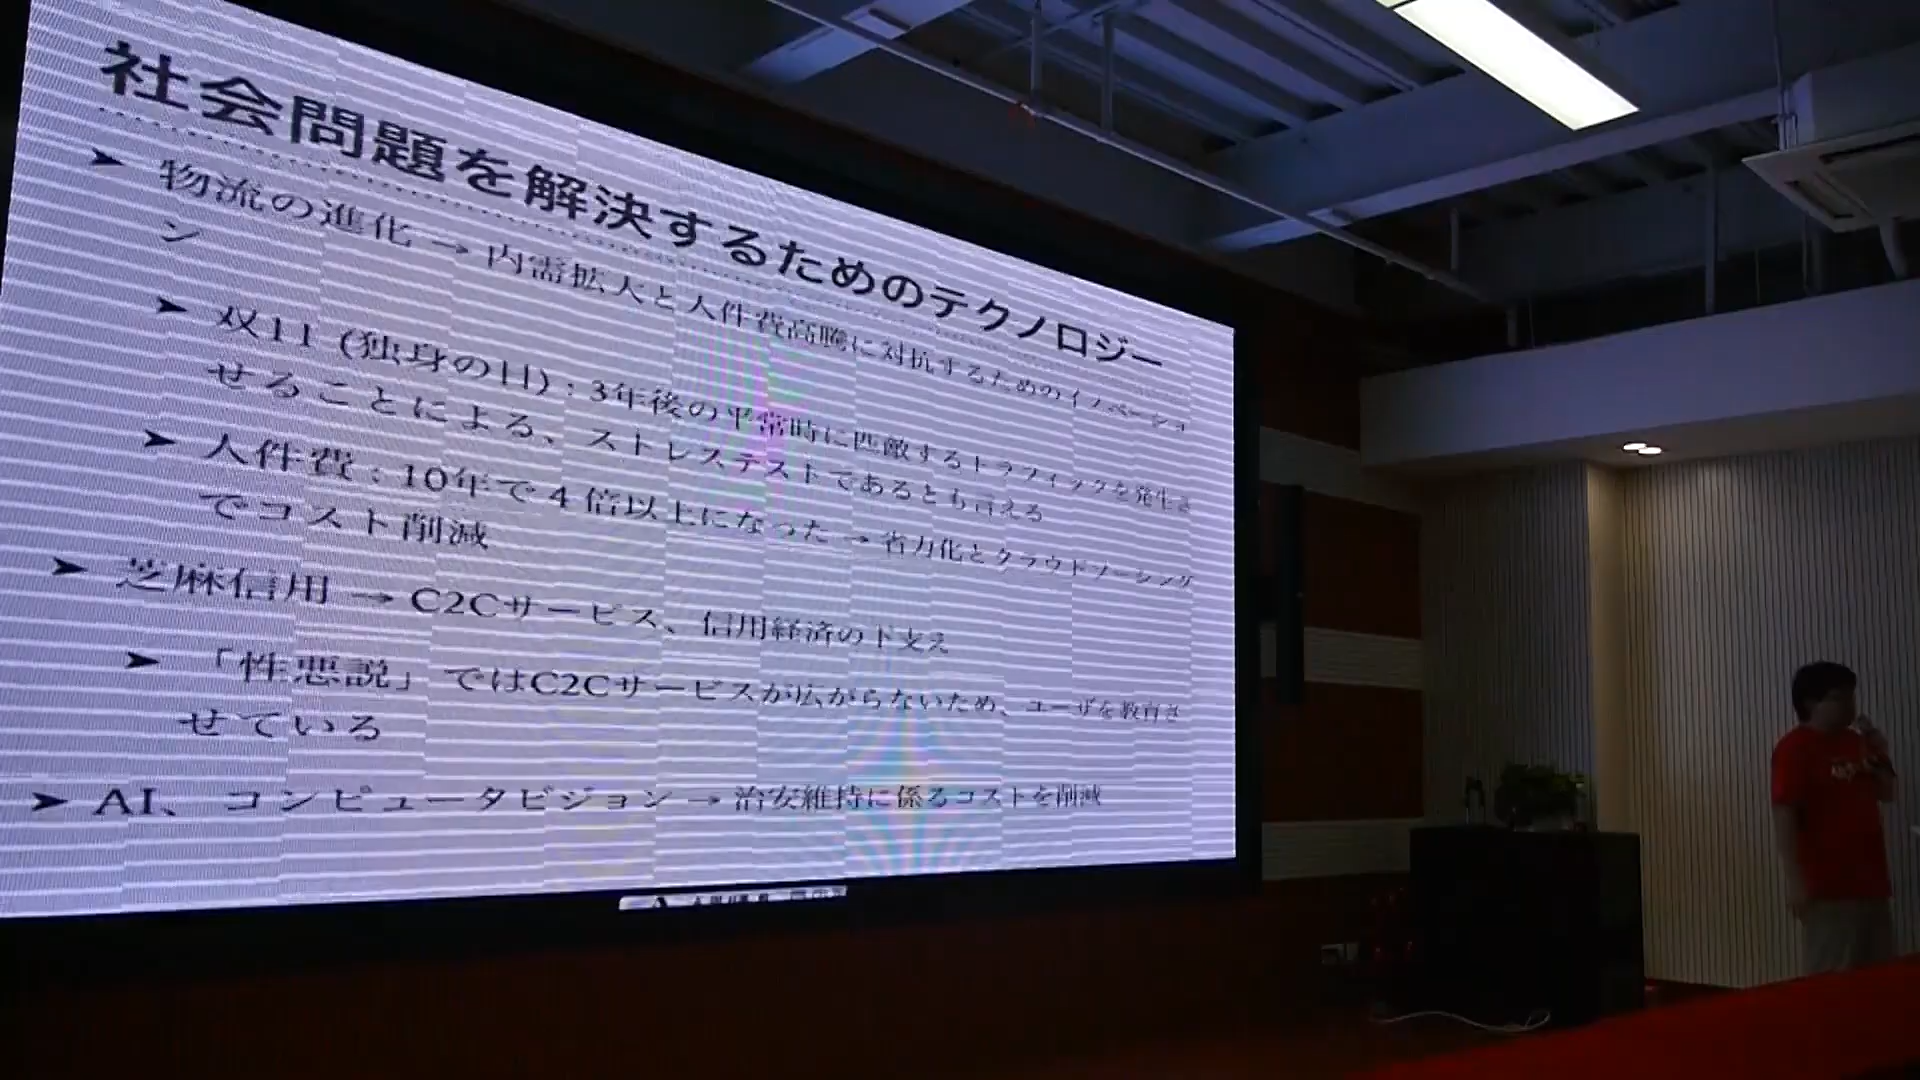 社会問題を解決するためのテクノロジー
➤ 物流の進化 → 内需拡大と人件費高騰に対抗するためのイノベーショ
ン
➤ 双11 (独身の日) : 3年後の平常時に匹敵するトラフィックを発生さ
せることによる、ストレステストであるとも言える
➤ 人件費 : 10年で4倍以上になった → 省力化とクラウドソーシング
でコスト削減
➤ 芝麻信用 → C2Cサービス、信用経済の下支え
➤ 「性悪説」ではC2Cサービスが広がらないため、ユーザを教育さ
せている
➤ AI、コンピュータビジョン → 治安維持に係るコストを削減